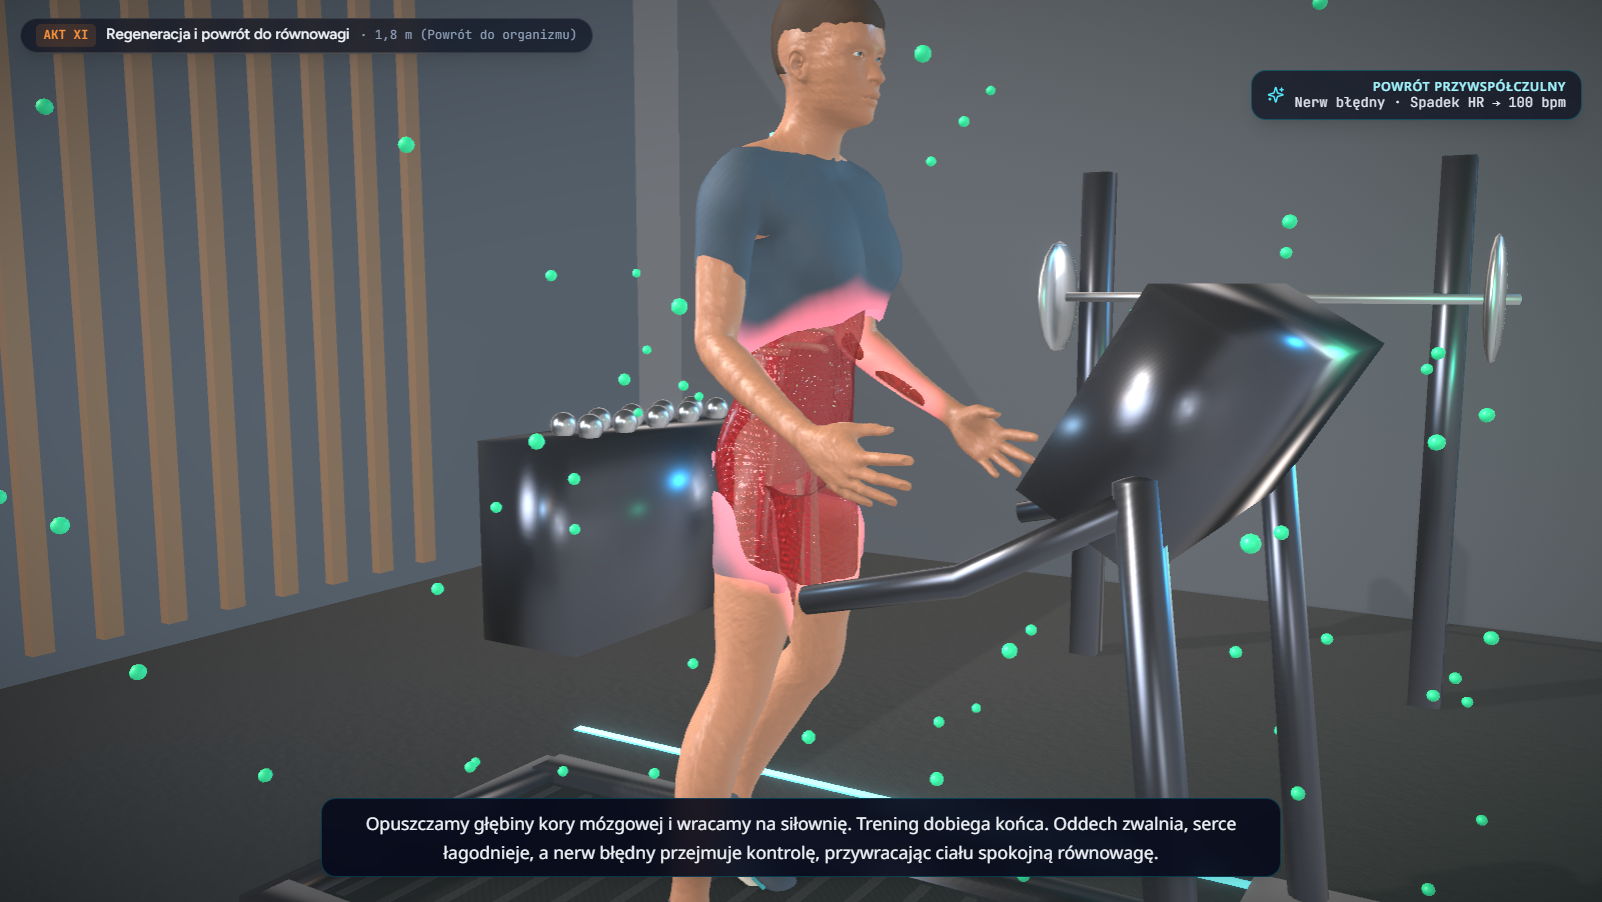 AKT XI Regeneracja i powrót do równowagi · 1,8 m (Powrót do organizmu)
POWRÓT PRZYWSPÓŁCZULNY
Nerw błędny · Spadek HR → 100 bpm
Opuszczamy głębiny kory mózgowej i wracamy na siłownię. Trening dobiega końca. Oddech zwalnia, serce
łagodnieje, a nerw błędny przejmuje kontrolę, przywracając ciału spokojną równowagę.